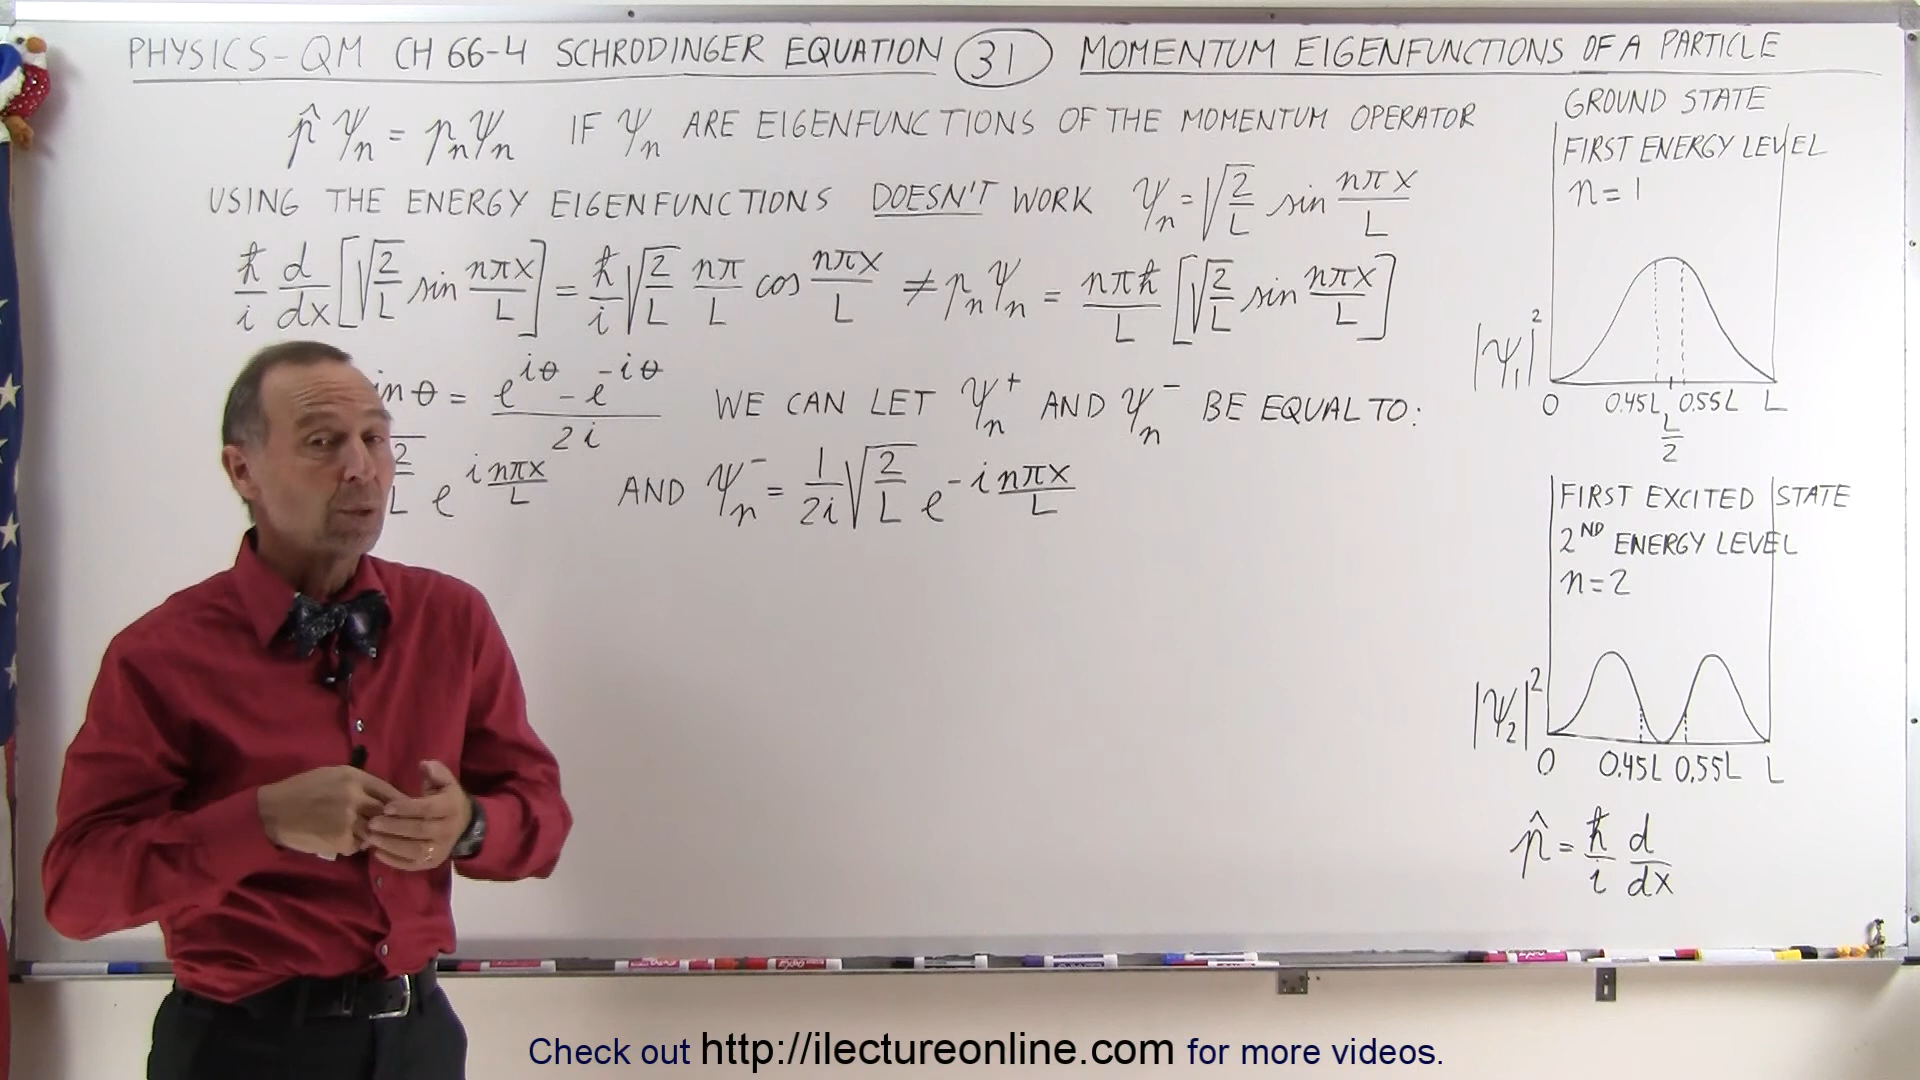 PHYSICS-QM CH 66-4 SCHRODINGER EQUATION 31 MOMENTUM EIGENFUNCTIONS OF A PARTICLE
p̂ ψₙ = pₙψₙ IF ψₙ ARE EIGENFUNCTIONS OF THE MOMENTUM OPERATOR
USING THE ENERGY EIGENFUNCTIONS DOESN'T WORK ψₙ = √(2/L) sin nπx/L
ħ/i d/dx [√(2/L) sin nπx/L] = ħ/i √(2/L) nπ/L cos nπx/L ≠ pₙψₙ = nπħ/L [√(2/L) sin nπx/L]
in θ = (e^(iθ) - e^(-iθ))/2i WE CAN LET ψₙ⁺ AND ψₙ⁻ BE EQUAL TO:
2/L e^(i nπx/L) AND ψₙ⁻ = 1/2i √(2/L) e^(-i nπx/L)
GROUND STATE
FIRST ENERGY LEVEL
n = 1
|ψ₁|²
0 0.45L 0.55L L
L/2
FIRST EXCITED STATE
2ND ENERGY LEVEL
n = 2
|ψ₂|²
0 0.45L 0.55L L
p̂ = ħ/i d/dx
Check out http://ilectureonline.com for more videos.